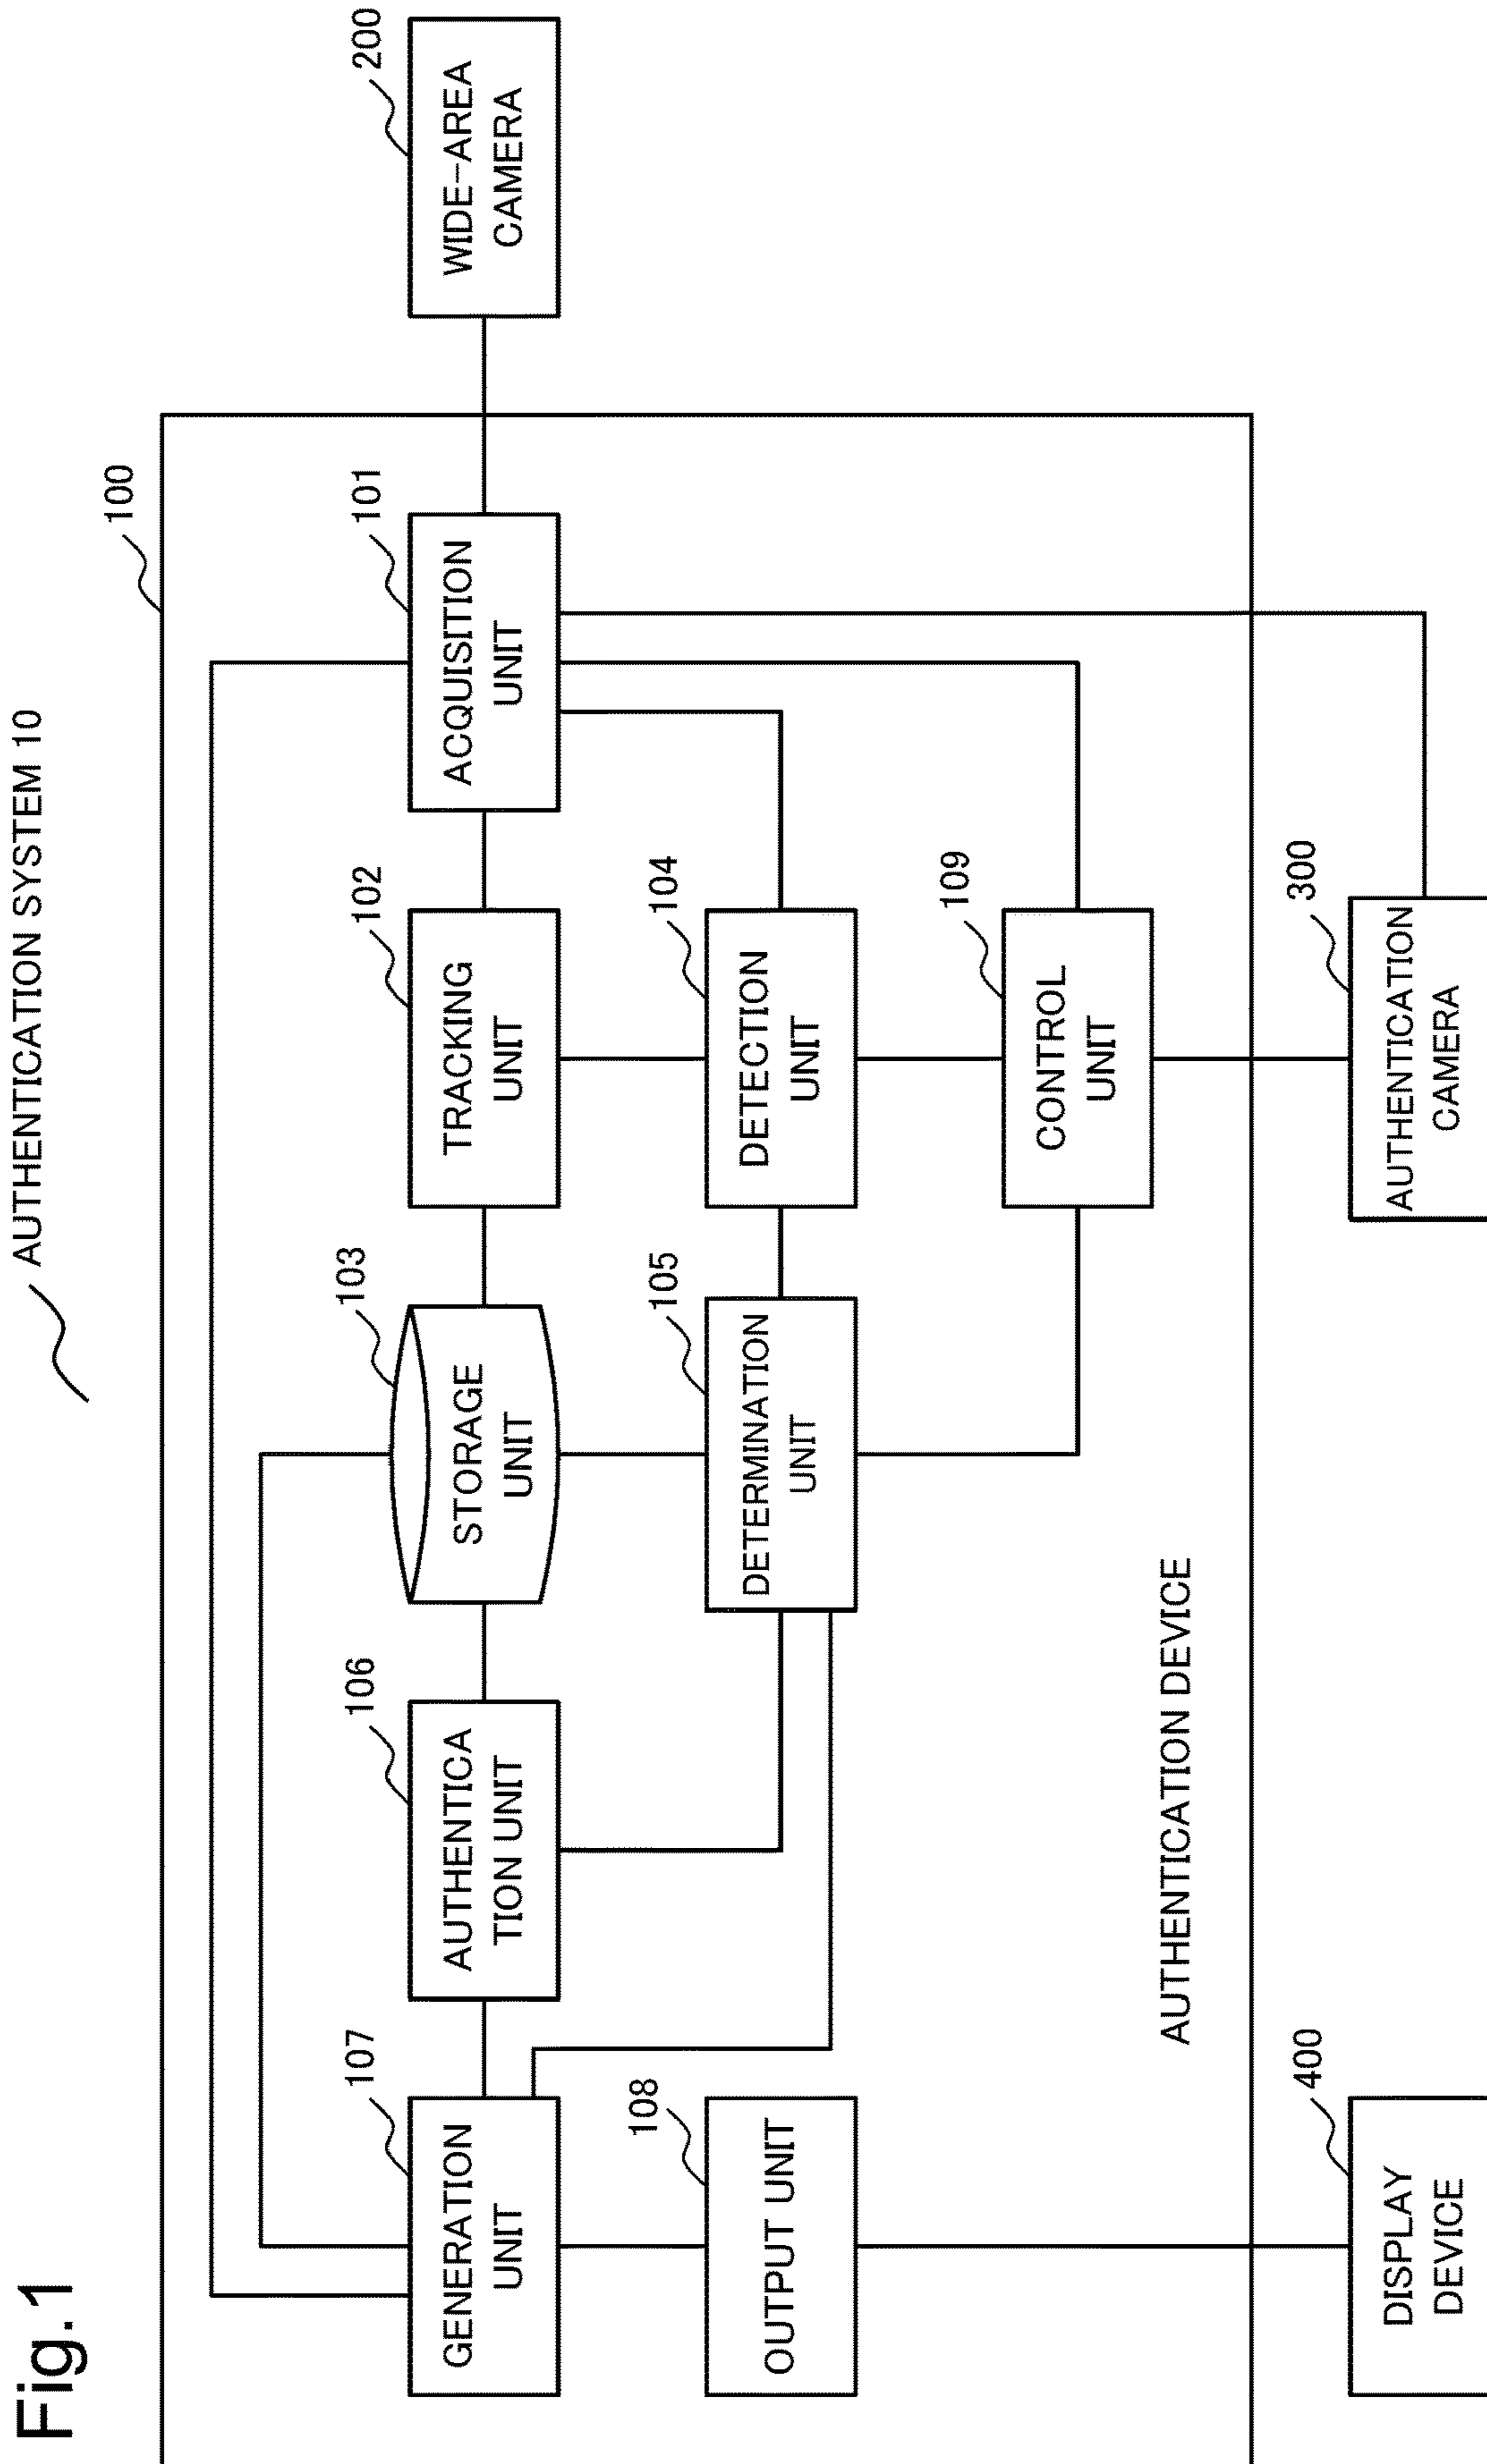 Fig.1
AUTHENTICATION SYSTEM 10
100
107
GENERATION
UNIT
106
AUTHENTICA
TION UNIT
103
STORAGE
UNIT
102
TRACKING
UNIT
101
ACQUISITION
UNIT
200
WIDE-AREA
CAMERA
108
OUTPUT UNIT
105
DETERMINATION
UNIT
104
DETECTION
UNIT
109
CONTROL
UNIT
AUTHENTICATION DEVICE
400
DISPLAY
DEVICE
300
AUTHENTICATION
CAMERA